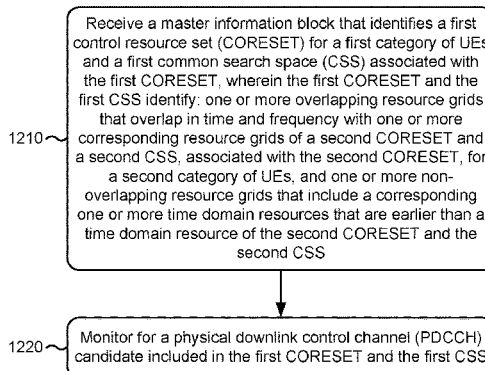 Receive a master information block that identifies a first
control resource set (CORESET) for a first category of UEs
and a first common search space (CSS) associated with
the first CORESET, wherein the first CORESET and the
first CSS identify: one or more overlapping resource grids
that overlap in time and frequency with one or more
1210
corresponding resource grids of a second CORESET and
a second CSS, associated with the second CORESET, for
a second category of UEs, and one or more non-
overlapping resource grids that include a corresponding
one or more time domain resources that are earlier than a
time domain resource of the second CORESET and the
second CSS
1220
Monitor for a physical downlink control channel (PDCCH)
candidate included in the first CORESET and the first CSS